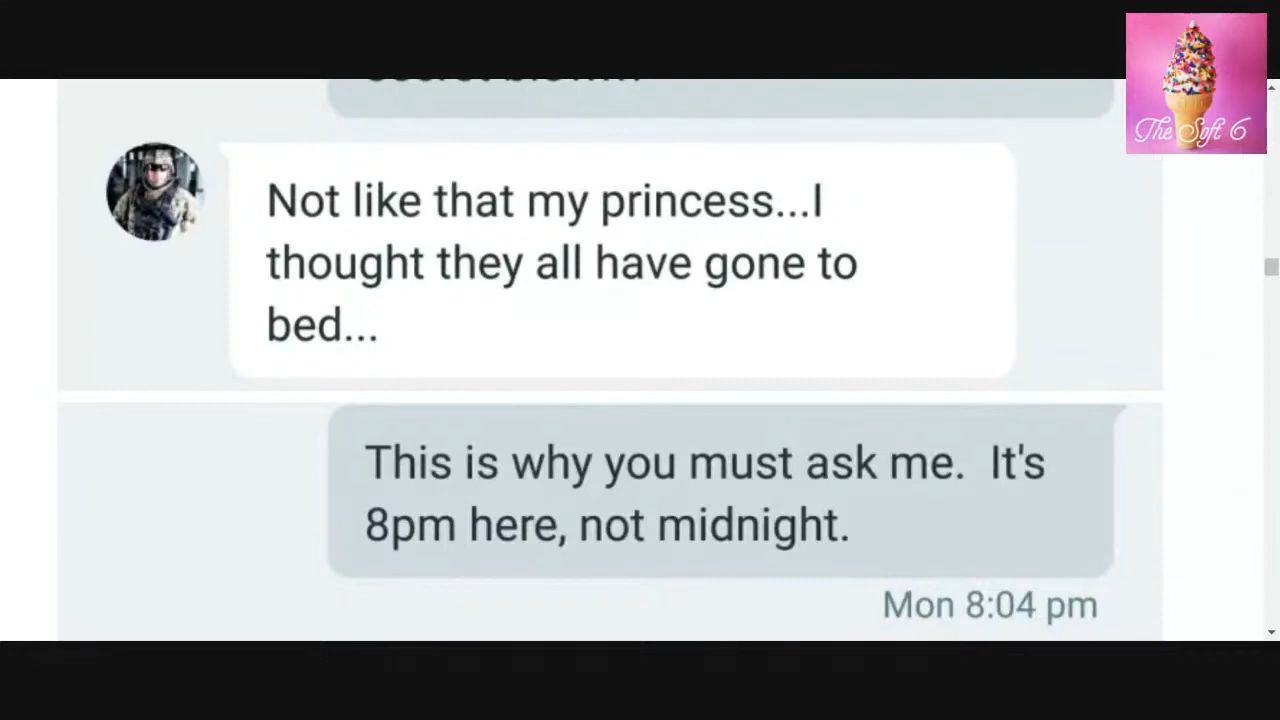 The Soft 6
Not like that my princess...I
thought they all have gone to
bed...
This is why you must ask me.  It's
8pm here, not midnight.
Mon 8:04 pm